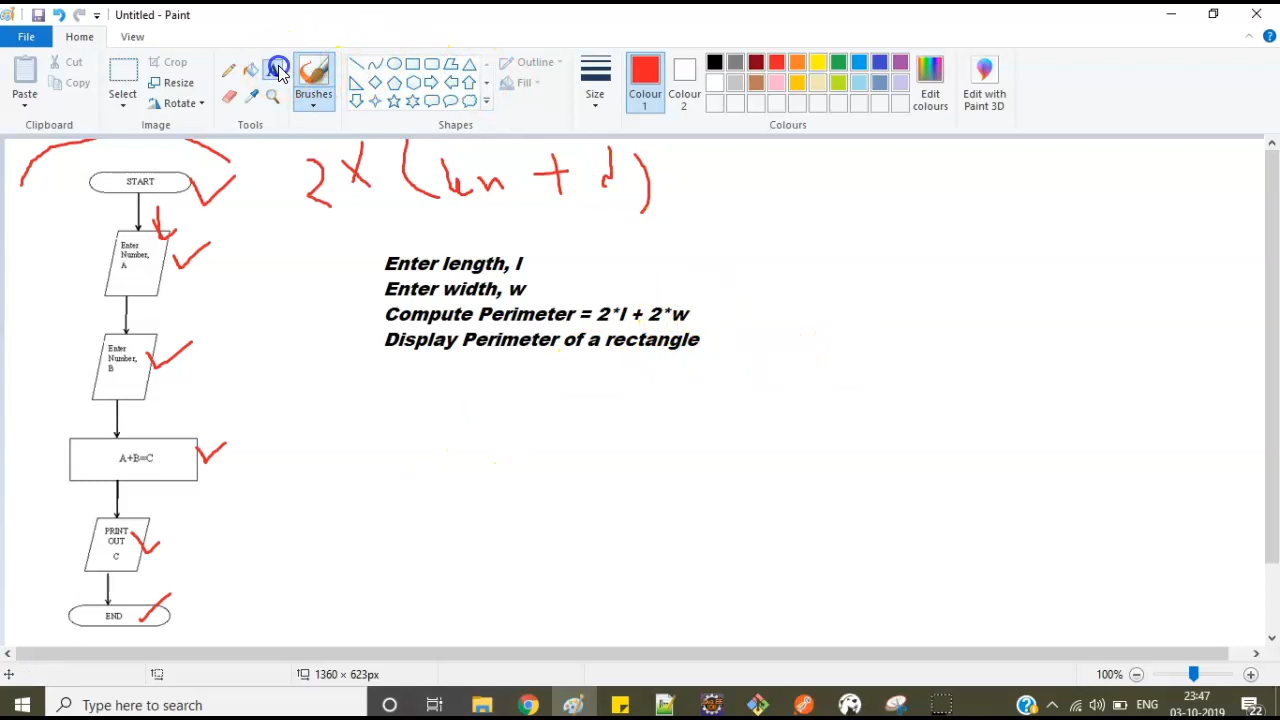 Untitled - Paint
File Home View
Cut
Copy
Paste
Clipboard
Select
Crop
Resize
Rotate
Image
Tools
Brushes
Shapes
Outline
Fill
Size
Colour 1
Colour 2
Edit colours
Edit with Paint 3D
Colours
START
Enter
Number,
A
Enter
Number,
B
A+B=C
PRINT
OUT
C
END
Enter length, l
Enter width, w
Compute Perimeter = 2*l + 2*w
Display Perimeter of a rectangle
1360 × 623px
100%
Type here to search
ENG
23:47
03-10-2019
22